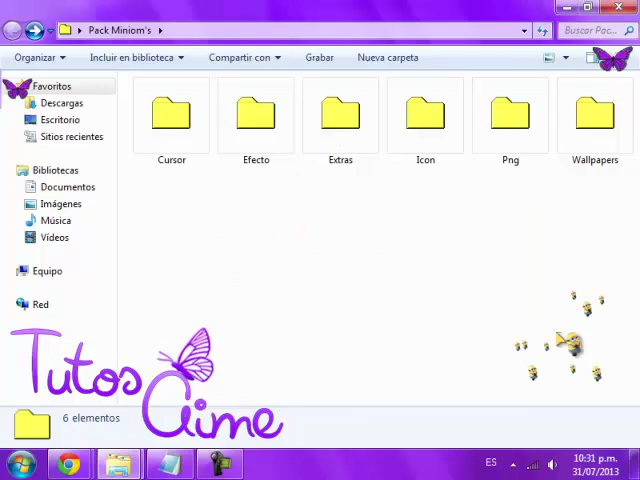 Pack Miniom's
Buscar Pac...
Organizar
Incluir en biblioteca
Compartir con
Grabar
Nueva carpeta
Favoritos
Descargas
Escritorio
Sitios recientes
Bibliotecas
Documentos
Imágenes
Música
Vídeos
Equipo
Red
Cursor
Efecto
Extras
Icon
Png
Wallpapers
Tutos
Aime
6 elementos
ES
10:31 p.m.
31/07/2013